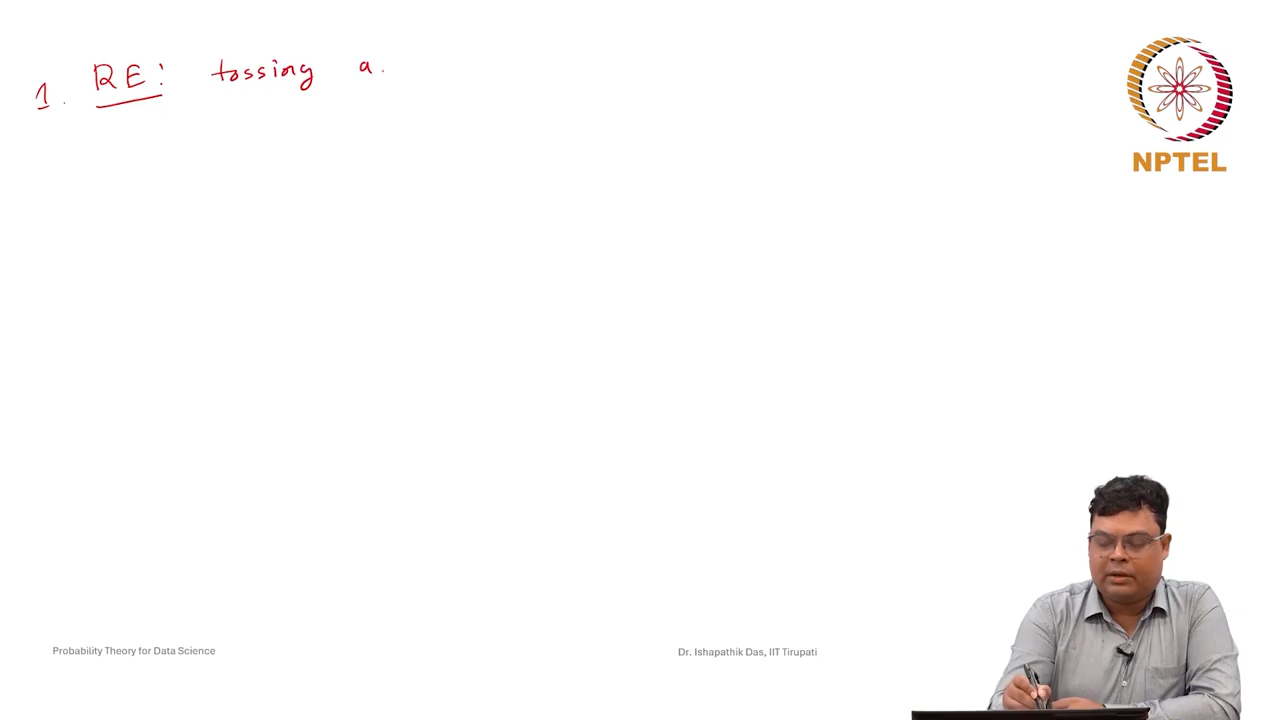 1. RE: tossing a
NPTEL
Probability Theory for Data Science
Dr. Ishapathik Das, IIT Tirupati